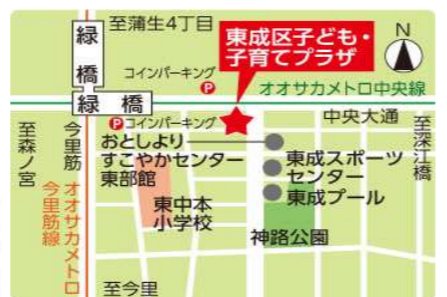 至蒲生4丁目
緑橋
東成区子ども・
子育てプラザ
N
コインパーキング
P
オオサカメトロ中央線
緑橋
P
コインパーキング
中央大通
至森ノ宮
今里筋
オオサカメトロ
今里筋線
おとしより
すこやかセンター
東部館
東成スポーツ
センター
東成プール
至深江橋
東中本
小学校
神路公園
至今里